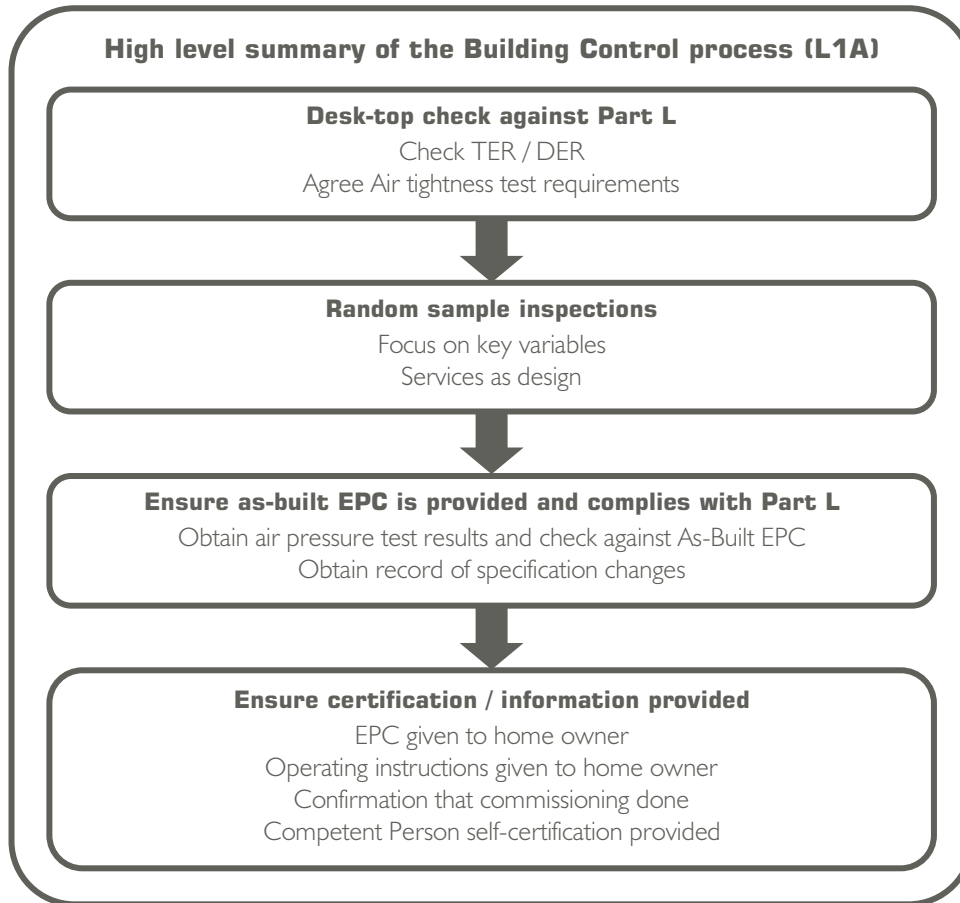 High level summary of the Building Control process (L1A)
Desk-top check against Part L
Check TER / DER
Agree Air tightness test requirements
Random sample inspections
Focus on key variables
Services as design
Ensure as-built EPC is provided and complies with Part L
Obtain air pressure test results and check against As-Built EPC
Obtain record of specification changes
Ensure certification / information provided
EPC given to home owner
Operating instructions given to home owner
Confirmation that commissioning done
Competent Person self-certification provided